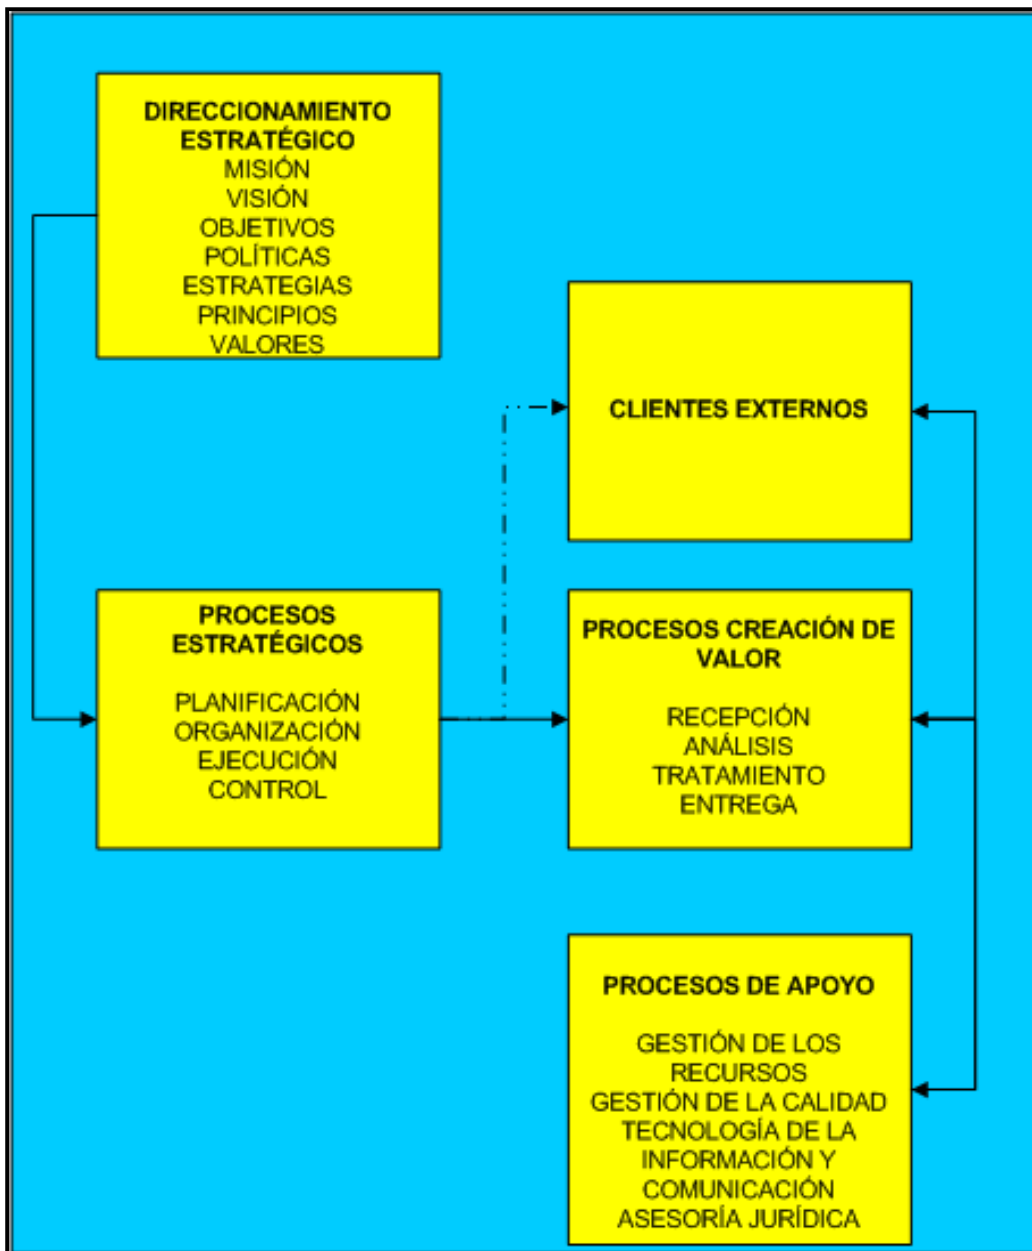 DIRECCIONAMIENTO
ESTRATÉGICO
MISIÓN
VISIÓN
OBJETIVOS
POLÍTICAS
ESTRATEGIAS
PRINCIPIOS
VALORES
CLIENTES EXTERNOS
PROCESOS
ESTRATÉGICOS
PLANIFICACIÓN
ORGANIZACIÓN
EJECUCIÓN
CONTROL
PROCESOS CREACIÓN DE
VALOR
RECEPCIÓN
ANÁLISIS
TRATAMIENTO
ENTREGA
PROCESOS DE APOYO
GESTIÓN DE LOS
RECURSOS
GESTIÓN DE LA CALIDAD
TECNOLOGÍA DE LA
INFORMACIÓN Y
COMUNICACIÓN
ASESORÍA JURÍDICA